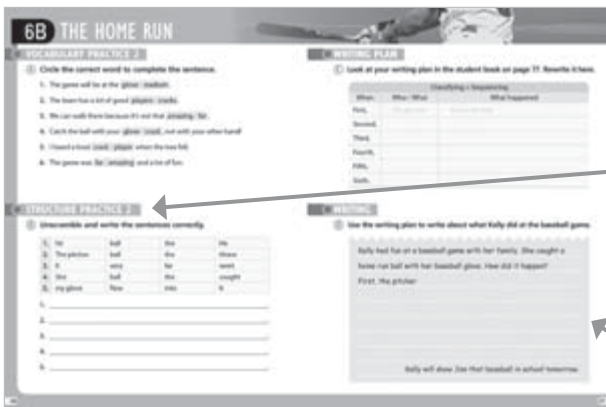 6B THE HOME RUN
VOCABULARY PRACTICE 2
Circle the correct word to complete the sentence.
1. The game will be at the glove medium.
2. The team has a lot of good players cracks.
3. We can walk there because it's not that amazing far.
4. Catch the ball with your glove crack, not with your other hand!
5. I heard a loud crack player when the tree fell.
6. The game was far amazing and a lot of fun.
STRUCTURE PRACTICE 2
Unscramble and write the sentences correctly.
1. hit ball the He
2. The pitcher ball the threw
3. It very far went
4. She ball the caught
5. my glove flew into it
1.
2.
3.
4.
5.
WRITING PLAN
Look at your writing plan in the student book on page 77. Rewrite it here.
Classifying + Sequencing
When Who / What What happened
First,
Second,
Third,
Fourth,
Fifth,
Sixth,
WRITING
Use the writing plan to write about what Kelly did at the baseball game.
Kelly had fun at a baseball game with her family. She caught a
home run ball with her baseball glove. How did it happen?
First, the pitcher
Kelly will show Jim that baseball in school tomorrow.